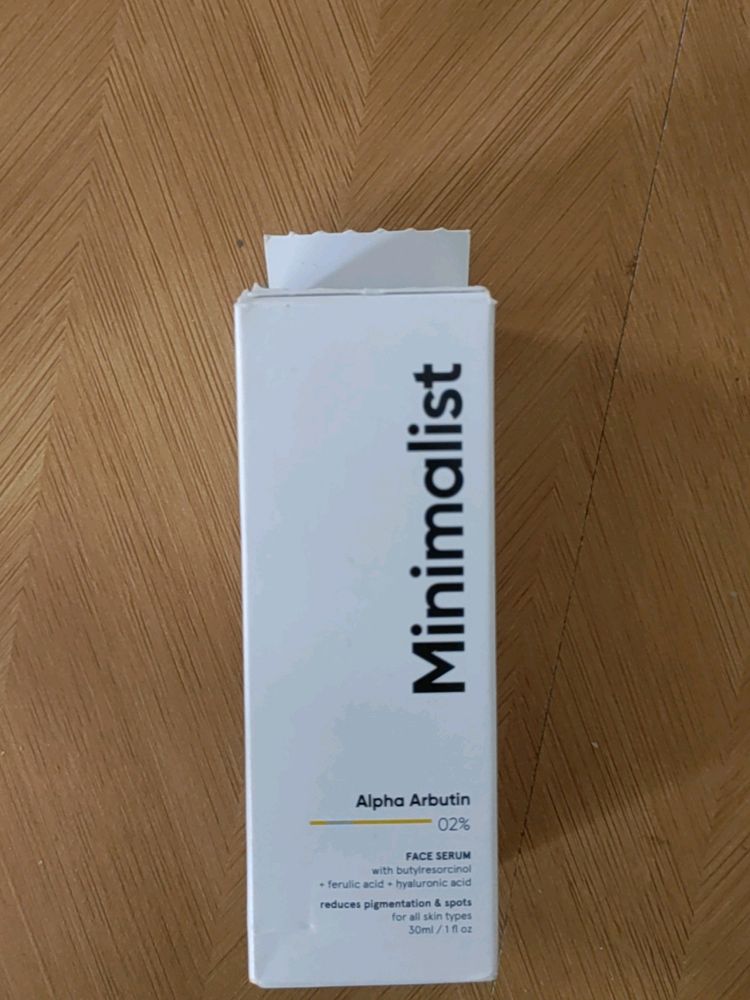 Minimalist
Alpha Arbutin
02%
FACE SERUM
with butylresorcinol
+ ferulic acid + hyaluronic acid
reduces pigmentation & spots
for all skin types
30ml / 1 fl oz